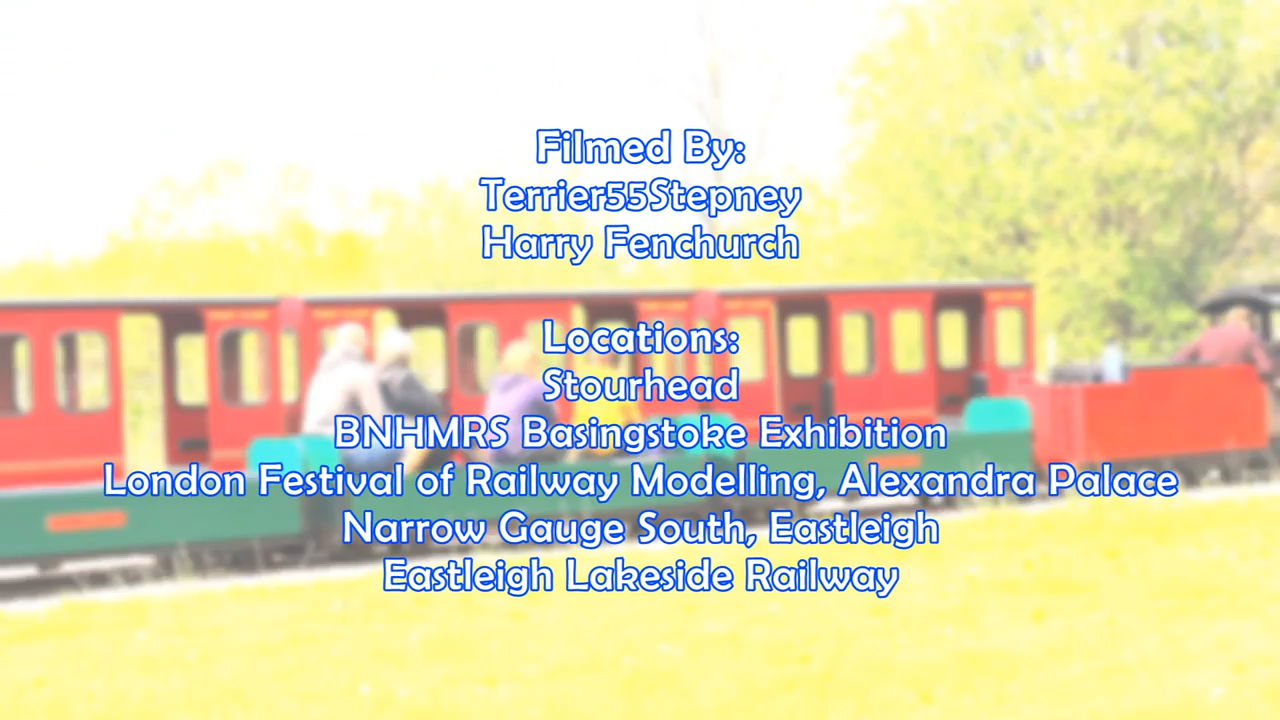 Filmed By:
Terrier55Stepney
Harry Fenchurch
Locations:
Stourhead
BNHMRS Basingstoke Exhibition
London Festival of Railway Modelling, Alexandra Palace
Narrow Gauge South, Eastleigh
Eastleigh Lakeside Railway